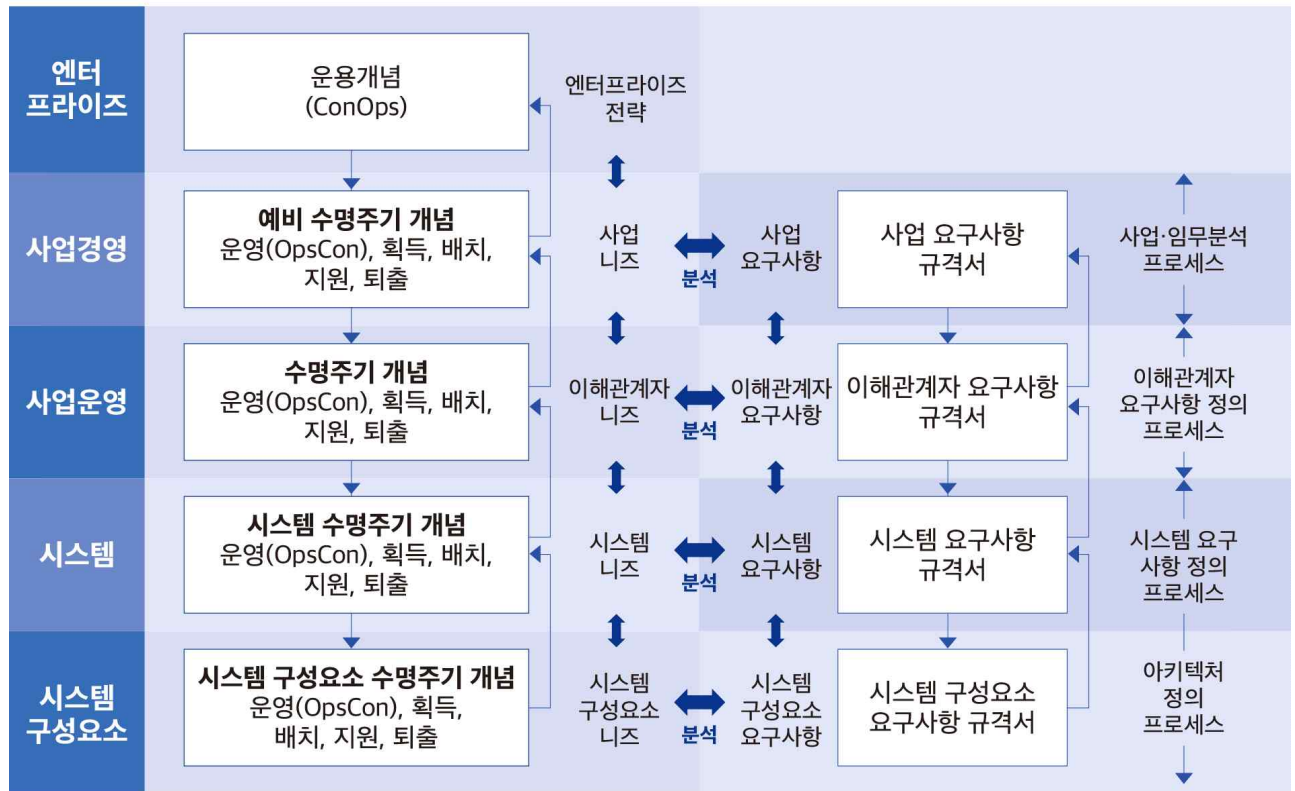 엔터
프라이즈
운용개념
(ConOps)
엔터프라이즈
전략
사업경영
예비 수명주기 개념
운영(OpsCon), 획득, 배치,
지원, 퇴출
사업
니즈
분석
사업
요구사항
사업 요구사항
규격서
사업·임무분석
프로세스
사업운영
수명주기 개념
운영(OpsCon), 획득, 배치,
지원, 퇴출
이해관계자
니즈
분석
이해관계자
요구사항
이해관계자 요구사항
규격서
이해관계자
요구사항 정의
프로세스
시스템
시스템 수명주기 개념
운영(OpsCon), 획득, 배치,
지원, 퇴출
시스템
니즈
분석
시스템
요구사항
시스템 요구사항
규격서
시스템 요구
사항 정의
프로세스
시스템
구성요소
시스템 구성요소 수명주기 개념
운영(OpsCon), 획득,
배치, 지원, 퇴출
시스템
구성요소
니즈
분석
시스템
구성요소
요구사항
시스템 구성요소
요구사항 규격서
아키텍처
정의
프로세스